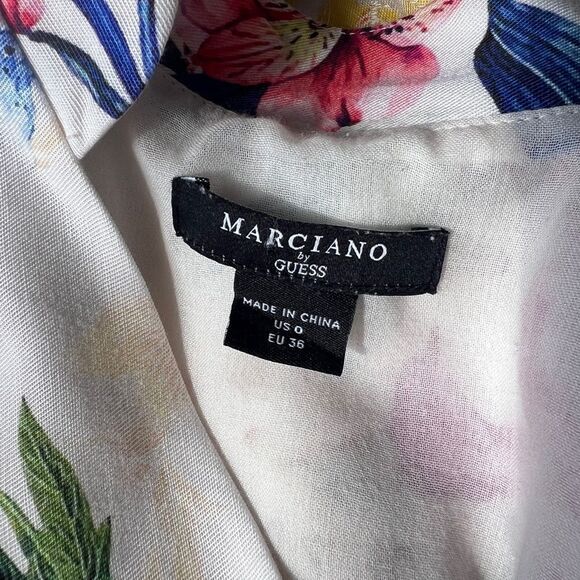 MARCIANO
by
GUESS
MADE IN CHINA
US 0
EU 36